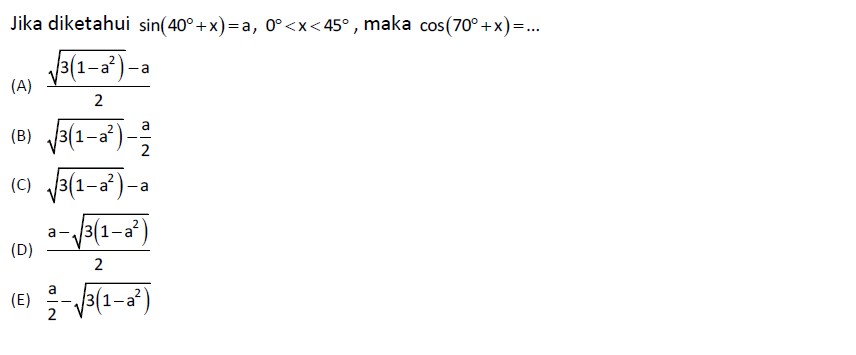 Jika diketahui sin(40°+x)=a, 0°<x<45°, maka cos(70°+x)=...
(A) \frac{\sqrt{3(1-a^2)}-a}{2}
(B) \sqrt{3(1-a^2)}-\frac{a}{2}
(C) \sqrt{3(1-a^2)}-a
(D) \frac{a-\sqrt{3(1-a^2)}}{2}
(E) \frac{a}{2}-\sqrt{3(1-a^2)}